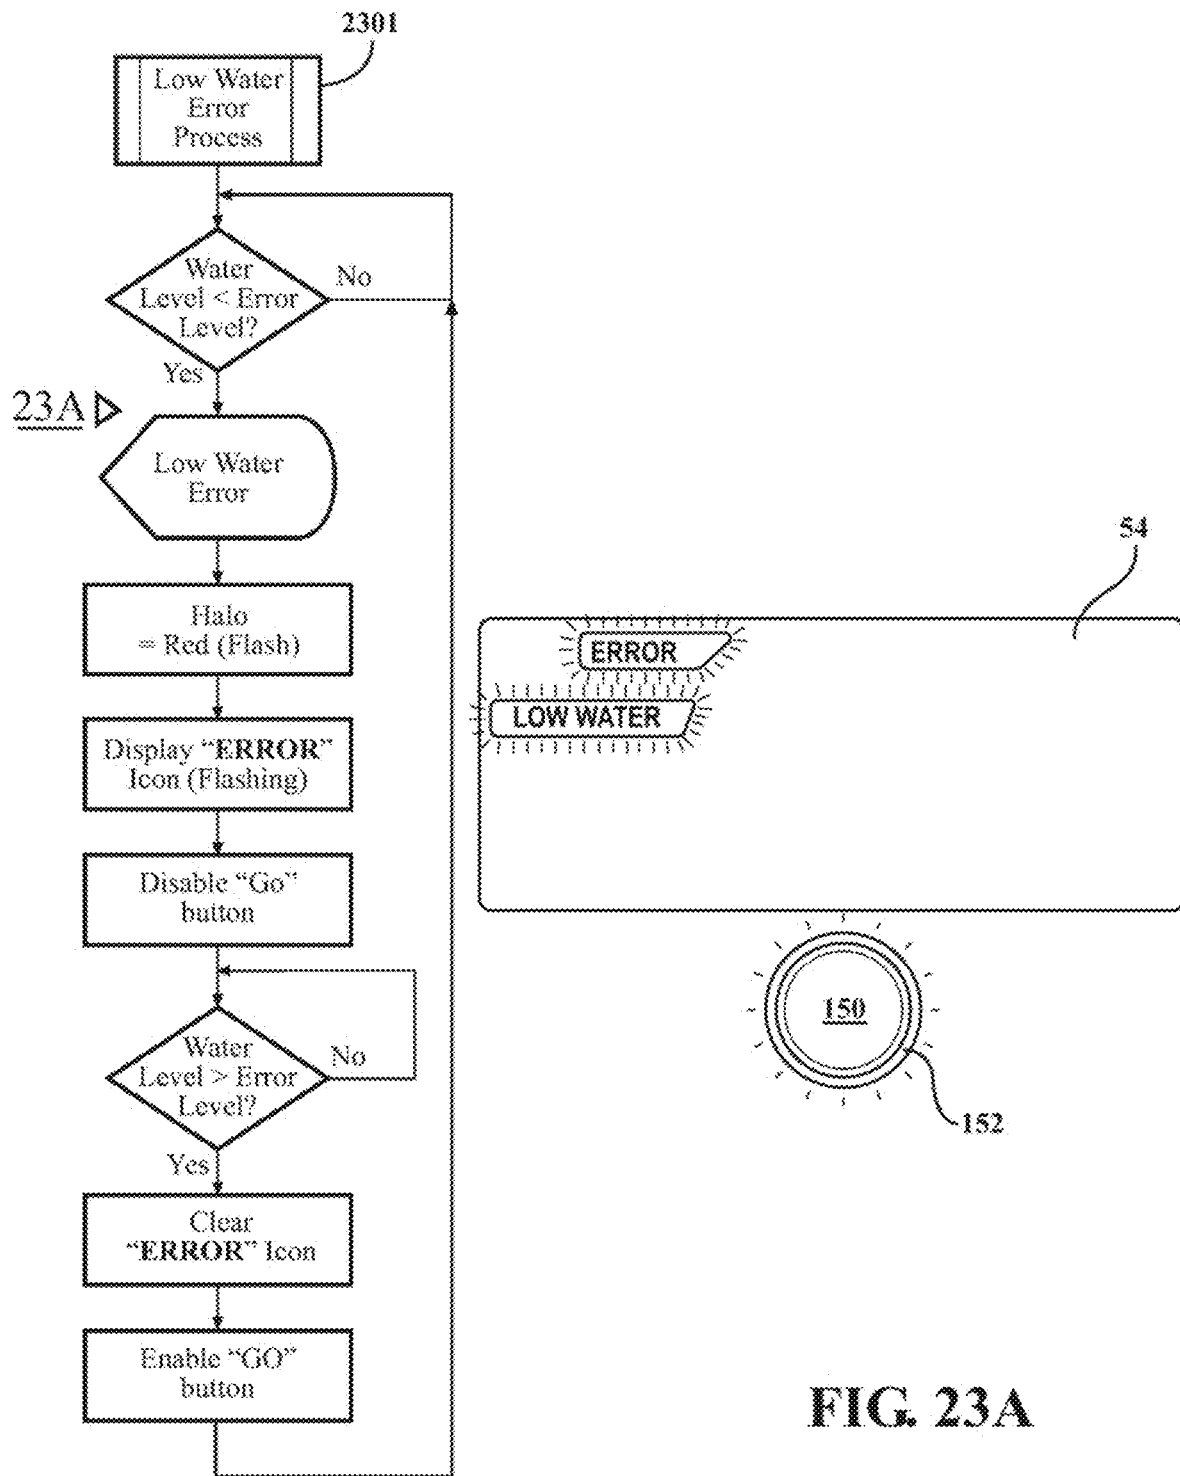 2301
Low Water
Error
Process
Water
Level < Error
Level?
No
Yes
23A
Low Water
Error
Halo
= Red (Flash)
Display “ERROR”
Icon (Flashing)
Disable “Go”
button
Water
Level > Error
Level?
No
Yes
Clear
“ERROR” Icon
Enable “GO”
button
54
ERROR
LOW WATER
150
152
FIG. 23A